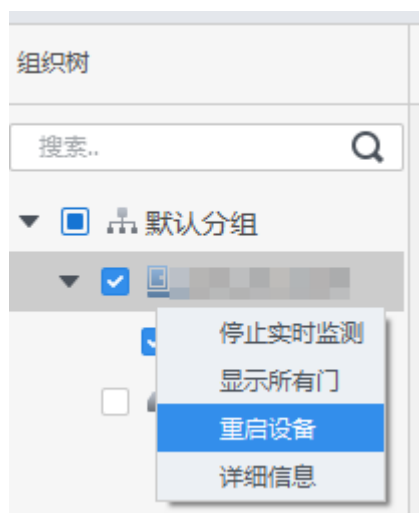 组织树
搜索..
默认分组
停止实时监测
显示所有门
重启设备
详细信息